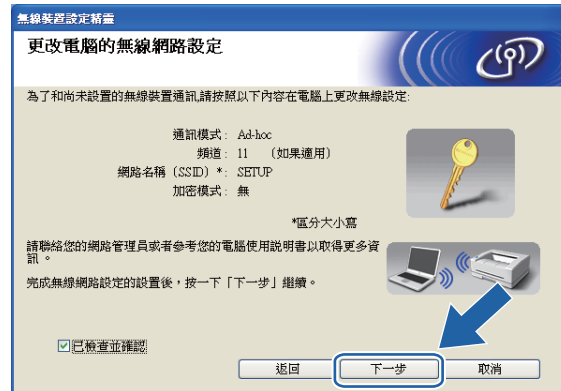 無線裝置設定精靈
更改電腦的無線網路設定
為了和尚未設置的無線裝置通訊,請按照以下內容在電腦上更改無線設定:
通訊模式: Ad-hoc
頻道: 11 (如果適用)
網路名稱 (SSID) *: SETUP
加密模式: 無
*區分大小寫
請聯絡您的網路管理員或者參考您的電腦使用說明書以取得更多資
訊。
完成無線網路設定的設置後,按一下「下一步」繼續。
已檢查並確認
返回 下一步 取消